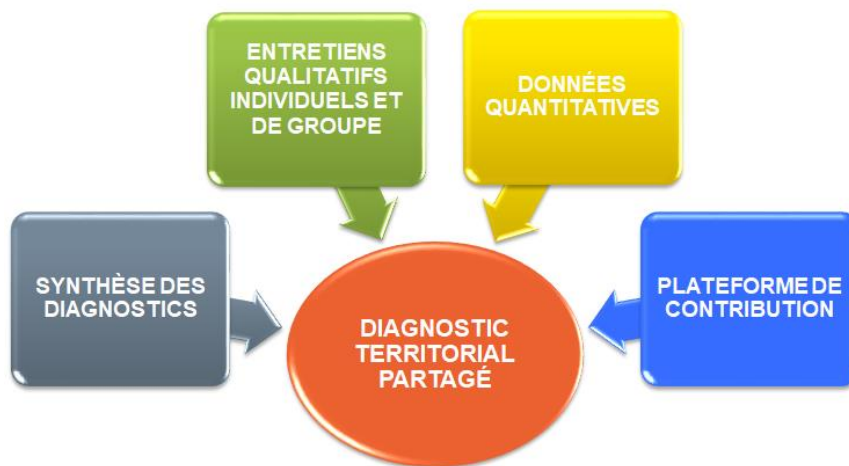 ENTRETIENS
QUALITATIFS
INDIVIDUELS ET
DE GROUPE
DONNÉES
QUANTITATIVES
SYNTHÈSE DES
DIAGNOSTICS
PLATEFORME DE
CONTRIBUTION
DIAGNOSTIC
TERRITORIAL
PARTAGÉ